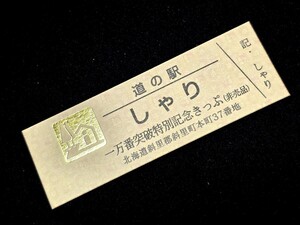 道の駅
しゃり
一万番突破特別記念きっぷ(非売品)
北海道斜里郡斜里町本町37番地
記・しゃり